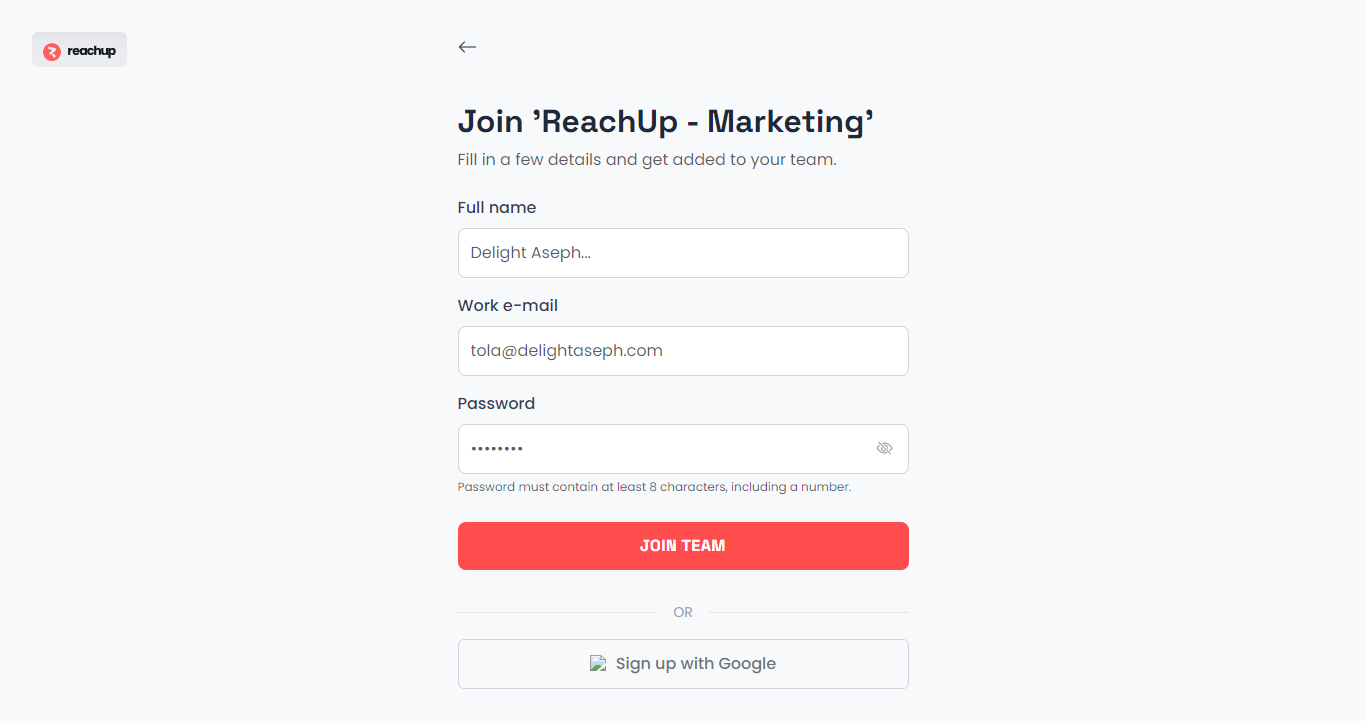 reachup
Join 'ReachUp - Marketing'
Fill in a few details and get added to your team.
Full name
Delight Aseph...
Work e-mail
tola@delightaseph.com
Password
••••••••
Password must contain at least 8 characters, including a number.
JOIN TEAM
OR
Sign up with Google